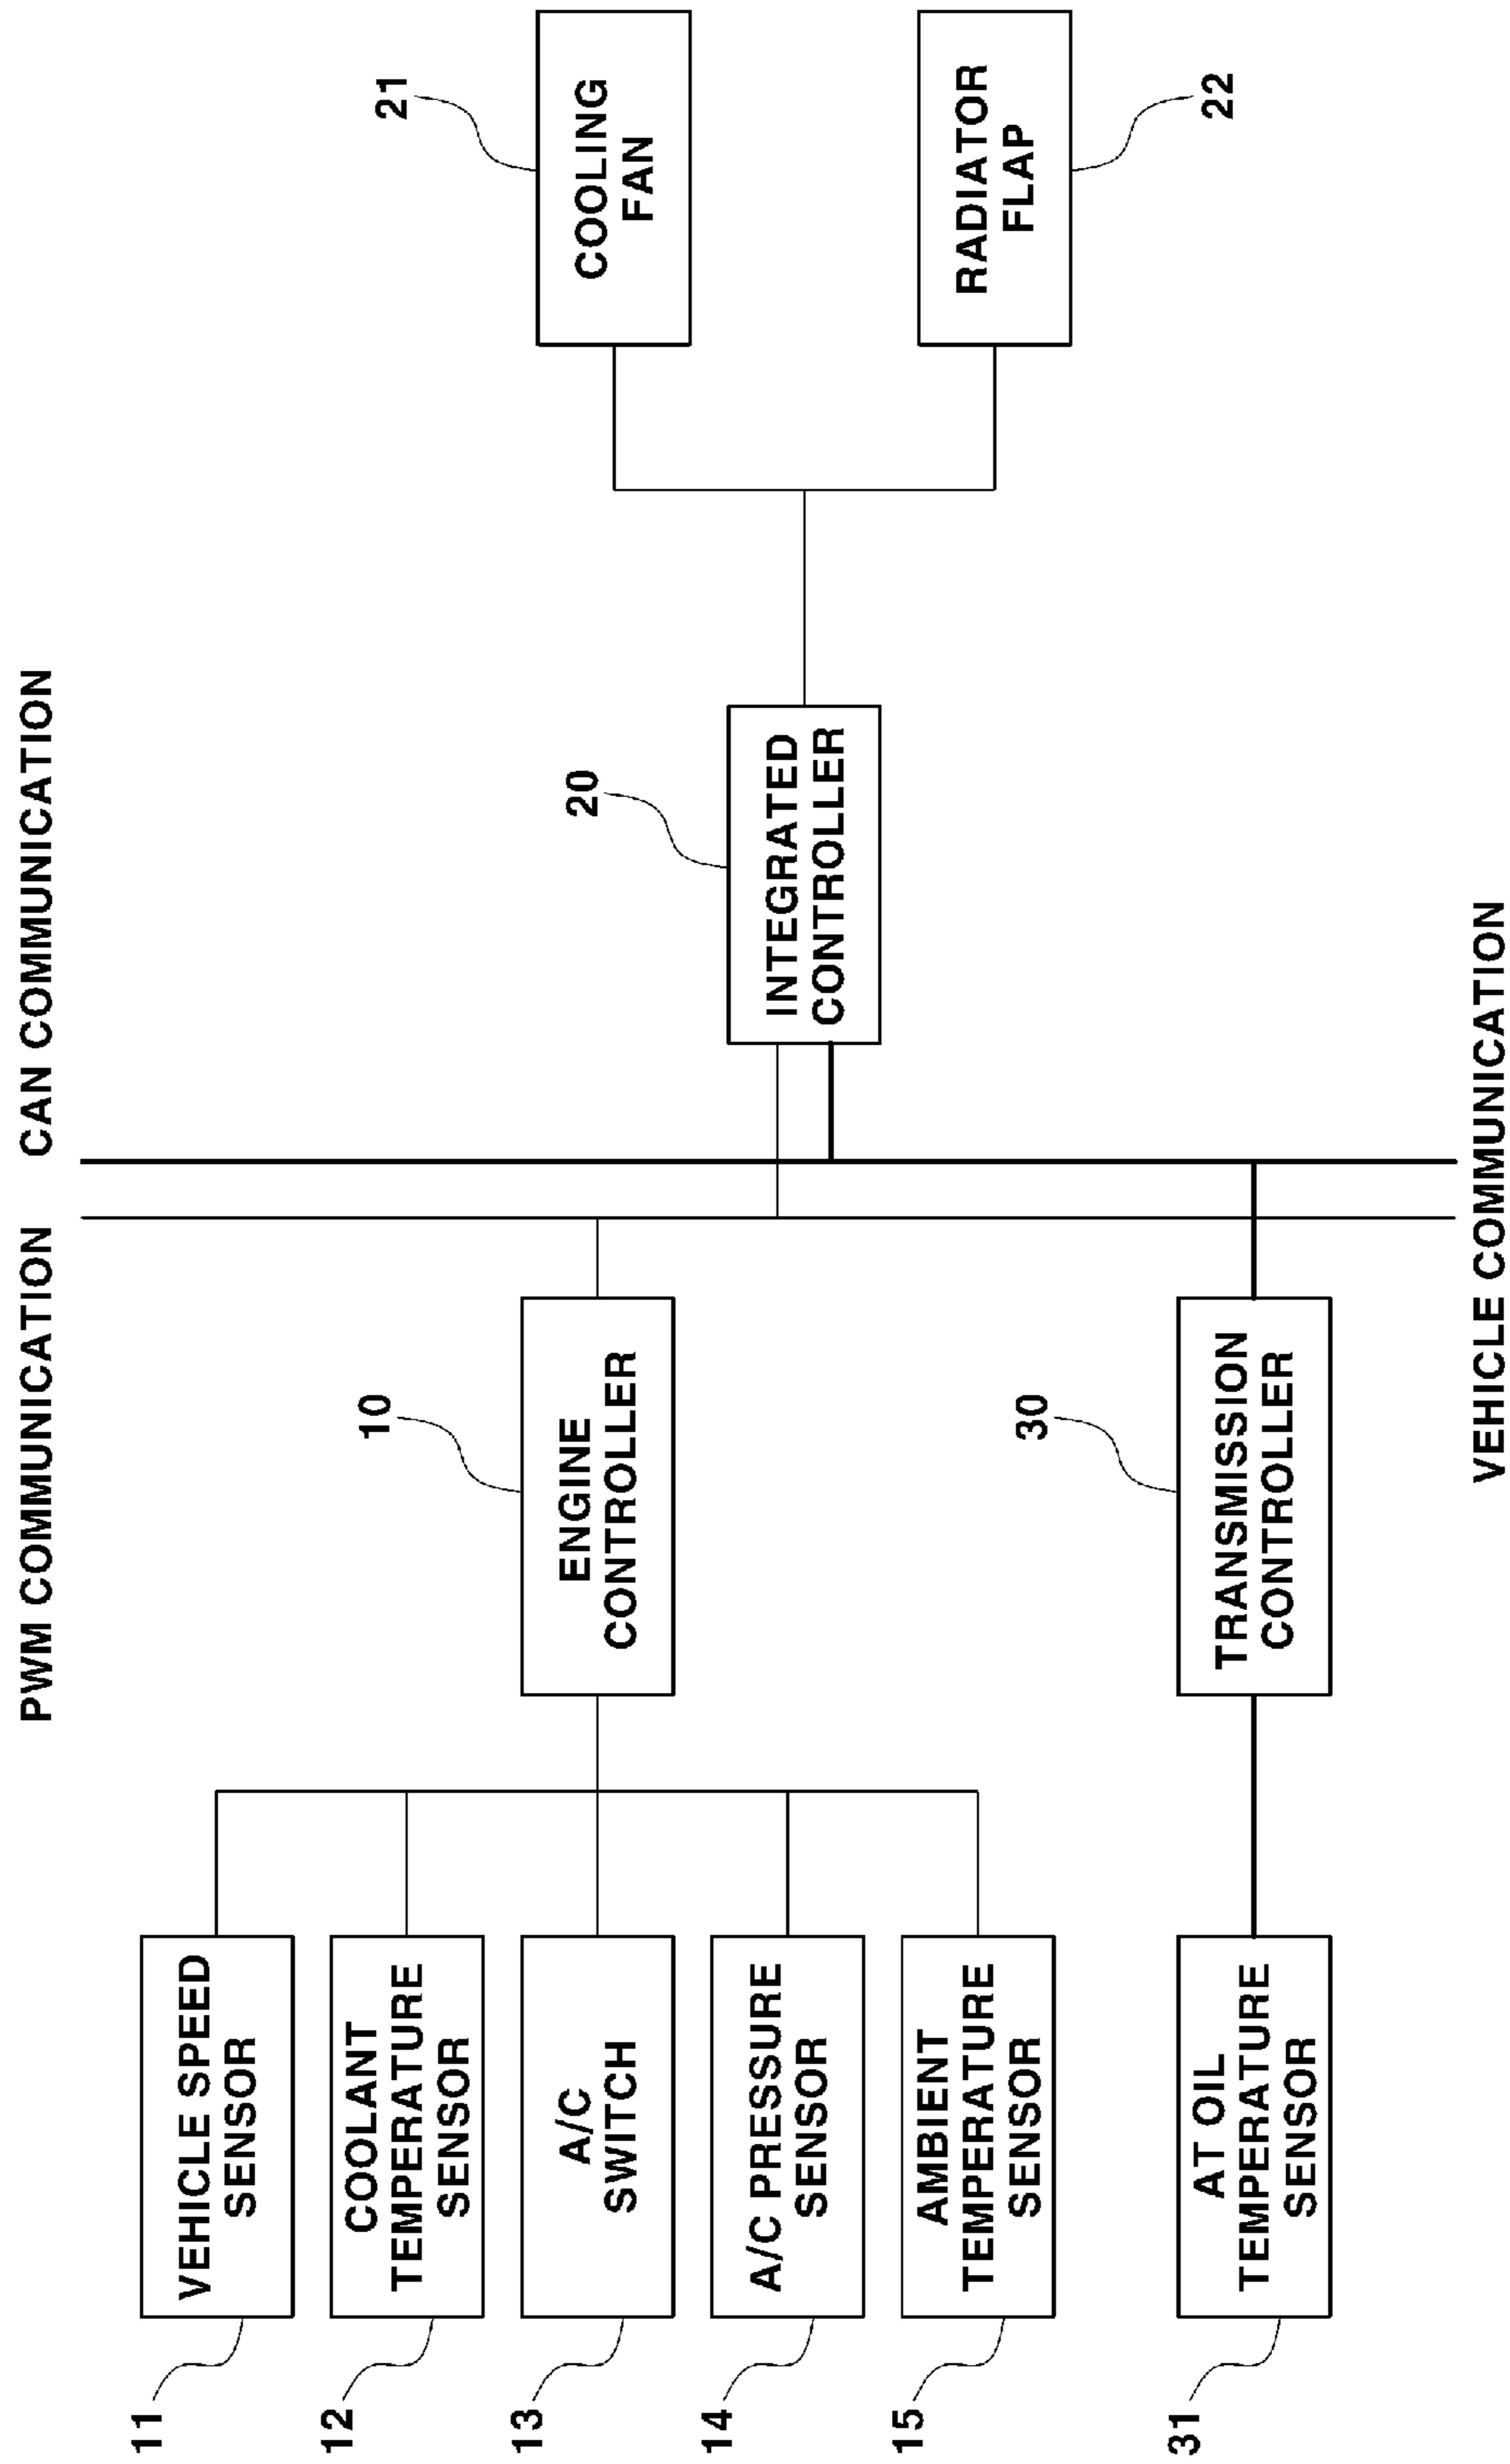 PWM COMMUNICATION
CAN COMMUNICATION
11
VEHICLE SPEED
SENSOR
12
COOLANT
TEMPERATURE
SENSOR
13
A/C
SWITCH
14
A/C PRESSURE
SENSOR
15
AMBIENT
TEMPERATURE
SENSOR
31
AT OIL
TEMPERATURE
SENSOR
10
ENGINE
CONTROLLER
30
TRANSMISSION
CONTROLLER
20
INTEGRATED
CONTROLLER
21
COOLING
FAN
RADIATOR
FLAP
22
VEHICLE COMMUNICATION